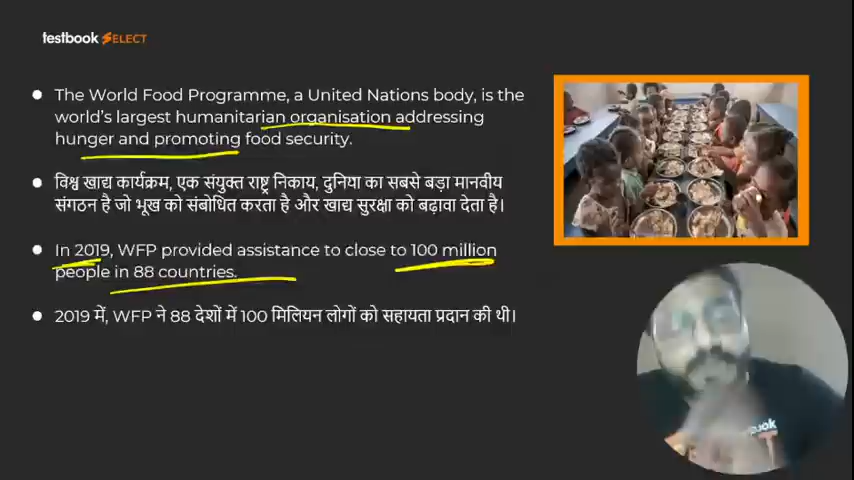 testbook SELECT
The World Food Programme, a United Nations body, is the
world's largest humanitarian organisation addressing
hunger and promoting food security.
विश्व खाद्य कार्यक्रम, एक संयुक्त राष्ट्र निकाय, दुनिया का सबसे बड़ा मानवीय
संगठन है जो भूख को संबोधित करता है और खाद्य सुरक्षा को बढ़ावा देता है।
In 2019, WFP provided assistance to close to 100 million
people in 88 countries.
2019 में, WFP ने 88 देशों में 100 मिलियन लोगों को सहायता प्रदान की थी।